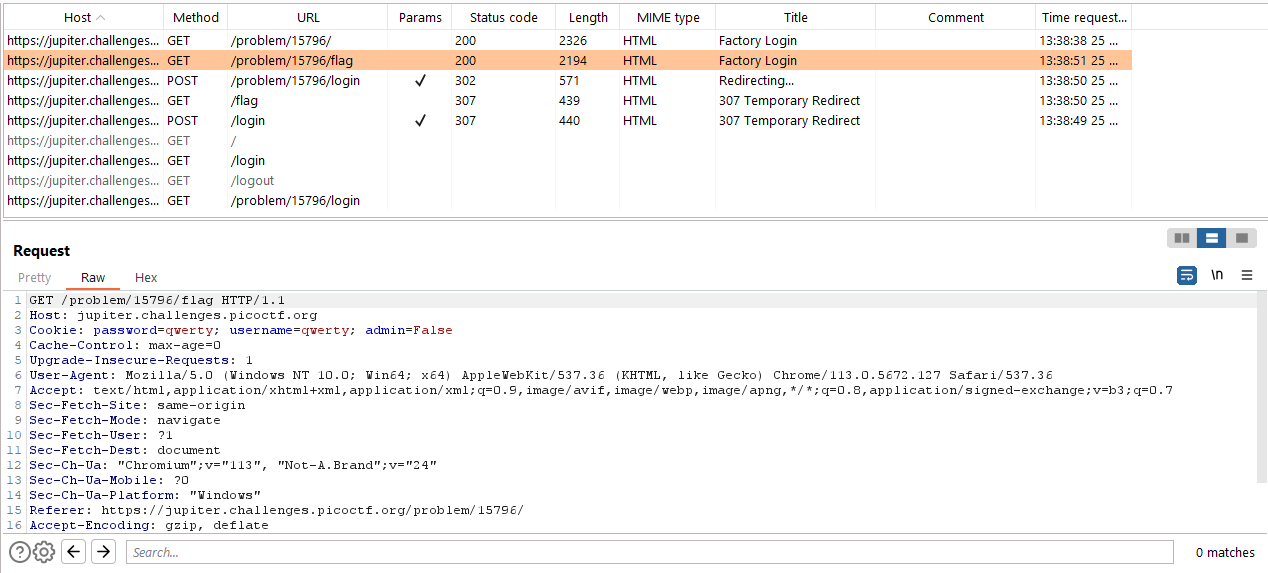 Host Method URL Params Status code Length MIME type Title Comment Time request...
https://jupiter.challenges... GET /problem/15796/ 200 2326 HTML Factory Login 13:38:38 25 ...
https://jupiter.challenges... GET /problem/15796/flag 200 2194 HTML Factory Login 13:38:51 25 ...
https://jupiter.challenges... POST /problem/15796/login ✓ 302 571 HTML Redirecting... 13:38:50 25 ...
https://jupiter.challenges... GET /flag 307 439 HTML 307 Temporary Redirect 13:38:50 25 ...
https://jupiter.challenges... POST /login ✓ 307 440 HTML 307 Temporary Redirect 13:38:49 25 ...
https://jupiter.challenges... GET /
https://jupiter.challenges... GET /login
https://jupiter.challenges... GET /logout
https://jupiter.challenges... GET /problem/15796/login
Request
Pretty Raw Hex
\n
1 GET /problem/15796/flag HTTP/1.1
2 Host: jupiter.challenges.picoctf.org
3 Cookie: password=qwerty; username=qwerty; admin=False
4 Cache-Control: max-age=0
5 Upgrade-Insecure-Requests: 1
6 User-Agent: Mozilla/5.0 (Windows NT 10.0; Win64; x64) AppleWebKit/537.36 (KHTML, like Gecko) Chrome/113.0.5672.127 Safari/537.36
7 Accept: text/html,application/xhtml+xml,application/xml;q=0.9,image/avif,image/webp,image/apng,*/*;q=0.8,application/signed-exchange;v=b3;q=0.7
8 Sec-Fetch-Site: same-origin
9 Sec-Fetch-Mode: navigate
10 Sec-Fetch-User: ?1
11 Sec-Fetch-Dest: document
12 Sec-Ch-Ua: "Chromium";v="113", "Not-A.Brand";v="24"
13 Sec-Ch-Ua-Mobile: ?0
14 Sec-Ch-Ua-Platform: "Windows"
15 Referer: https://jupiter.challenges.picoctf.org/problem/15796/
16 Accept-Encoding: gzip, deflate
Search... 0 matches